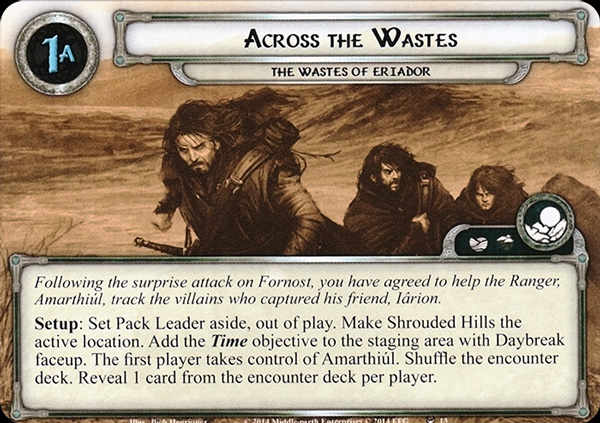 1A
Across the Wastes
The Wastes of Eriador
Following the surprise attack on Fornost, you have agreed to help the Ranger,
Amarthiúl, track the villains who captured his friend, Iârion.
Setup: Set Pack Leader aside, out of play. Make Shrouded Hills the
active location. Add the Time objective to the staging area with Daybreak
faceup. The first player takes control of Amarthiúl. Shuffle the encounter
deck. Reveal 1 card from the encounter deck per player.
© 2014 Middle-earth Enterprises © 2014 FFG 13